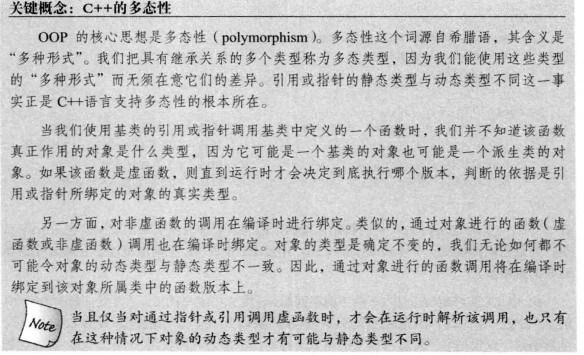 关键概念：C++的多态性
OOP 的核心思想是多态性（polymorphism）。多态性这个词源自希腊语，其含义是
“多种形式”。我们把具有继承关系的多个类型称为多态类型，因为我们能使用这些类型
的“多种形式”而无须在意它们的差异。引用或指针的静态类型与动态类型不同这一事
实正是 C++语言支持多态性的根本所在。
当我们使用基类的引用或指针调用基类中定义的一个函数时，我们并不知道该函数
真正作用的对象是什么类型，因为它可能是一个基类的对象也可能是一个派生类的对
象。如果该函数是虚函数，则直到运行时才会决定到底执行哪个版本，判断的依据是引
用或指针所绑定的对象的真实类型。
另一方面，对非虚函数的调用在编译时进行绑定。类似的，通过对象进行的函数（虚
函数或非虚函数）调用也在编译时绑定。对象的类型是确定不变的，我们无论如何都不
可能令对象的动态类型与静态类型不一致。因此，通过对象进行的函数调用将在编译时
绑定到该对象所属类中的函数版本上。
Note
当且仅当对通过指针或引用调用虚函数时，才会在运行时解析该调用，也只有
在这种情况下对象的动态类型才有可能与静态类型不同。